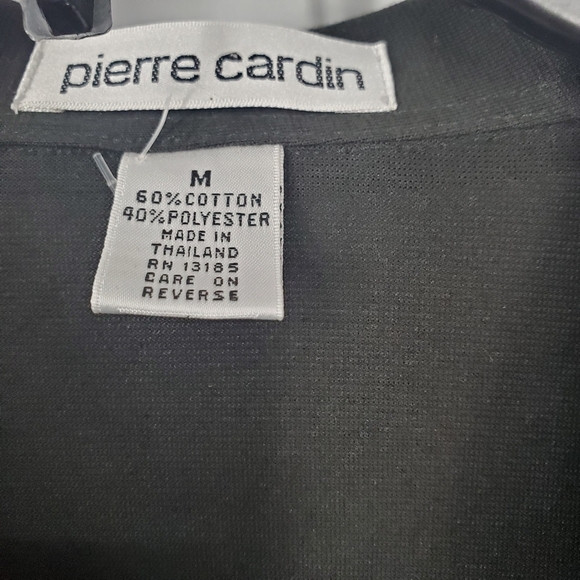 pierre cardin
M
60%COTTON
40%POLYESTER
MADE IN
THAILAND
RN 13185
CARE ON
REVERSE